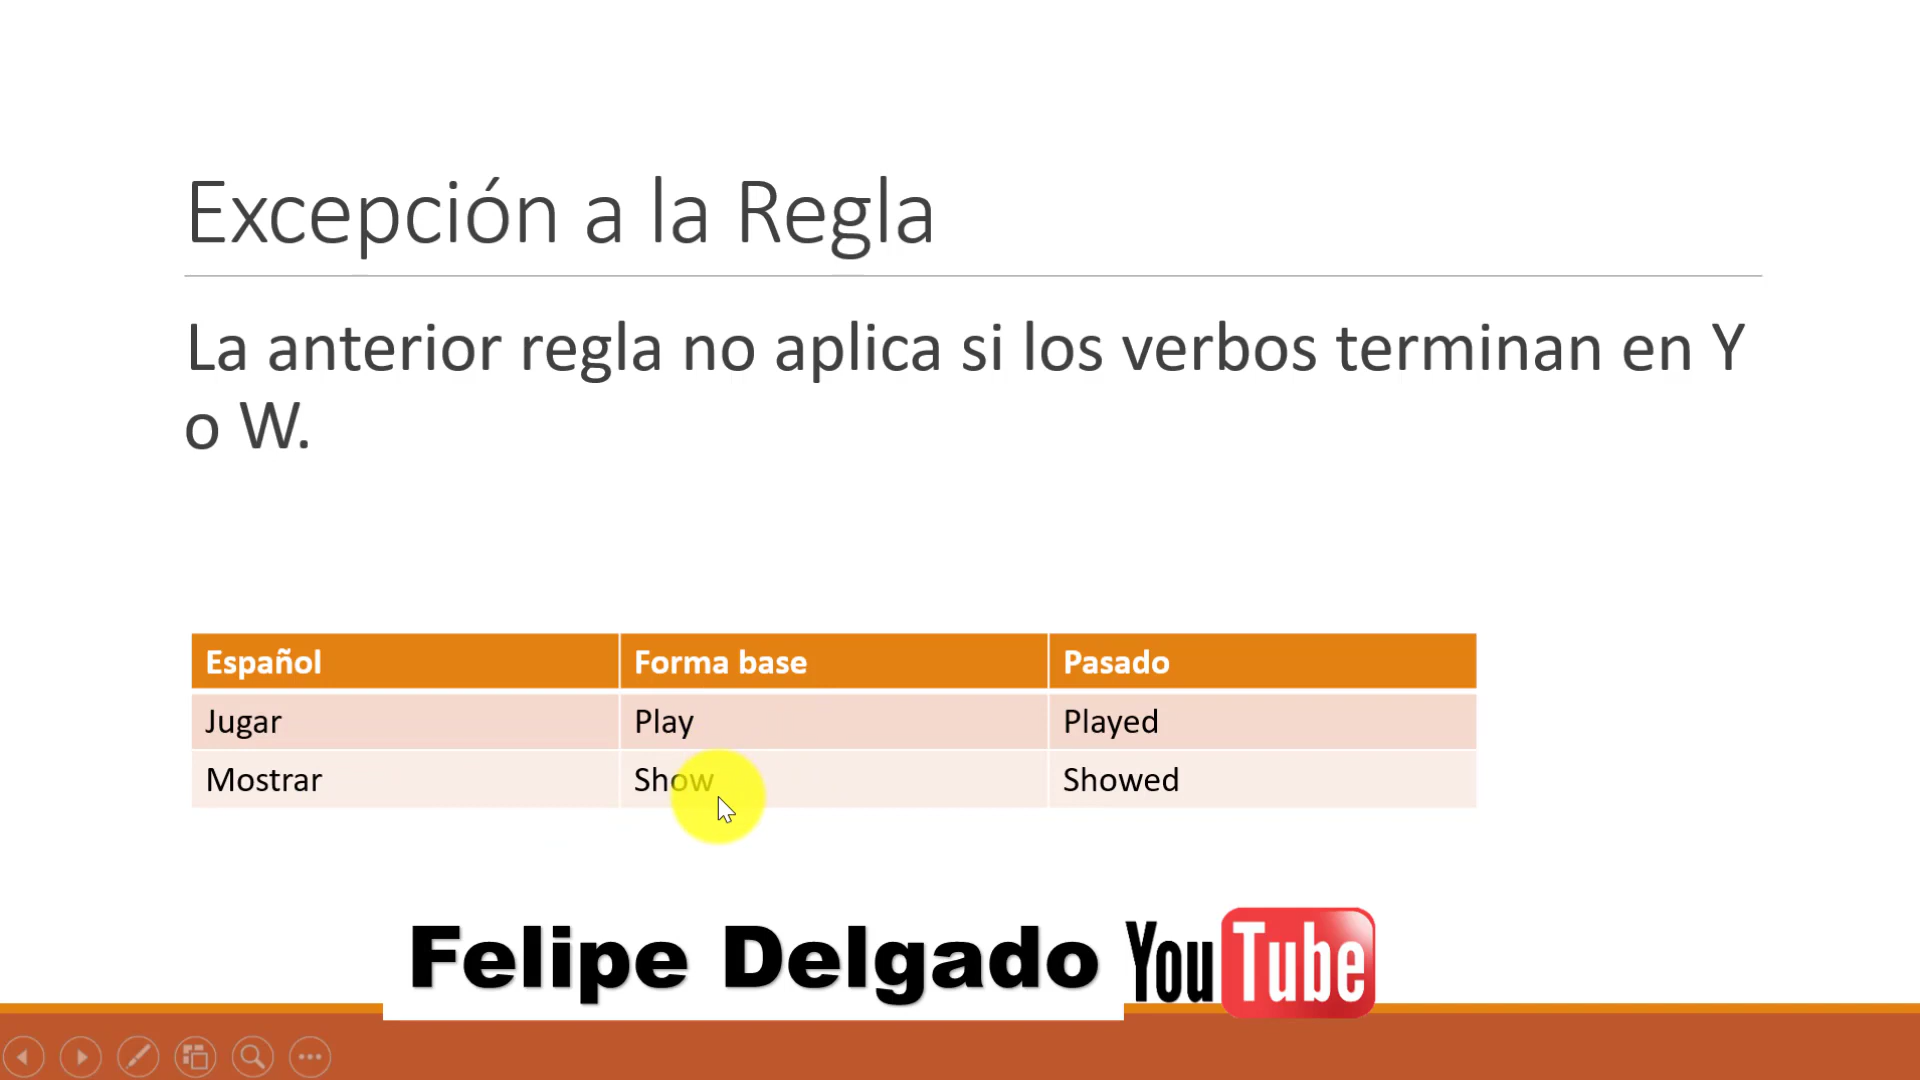 Excepción a la Regla
La anterior regla no aplica si los verbos terminan en Y
o W.
Español Forma base Pasado
Jugar Play Played
Mostrar Show Showed
Felipe Delgado YouTube